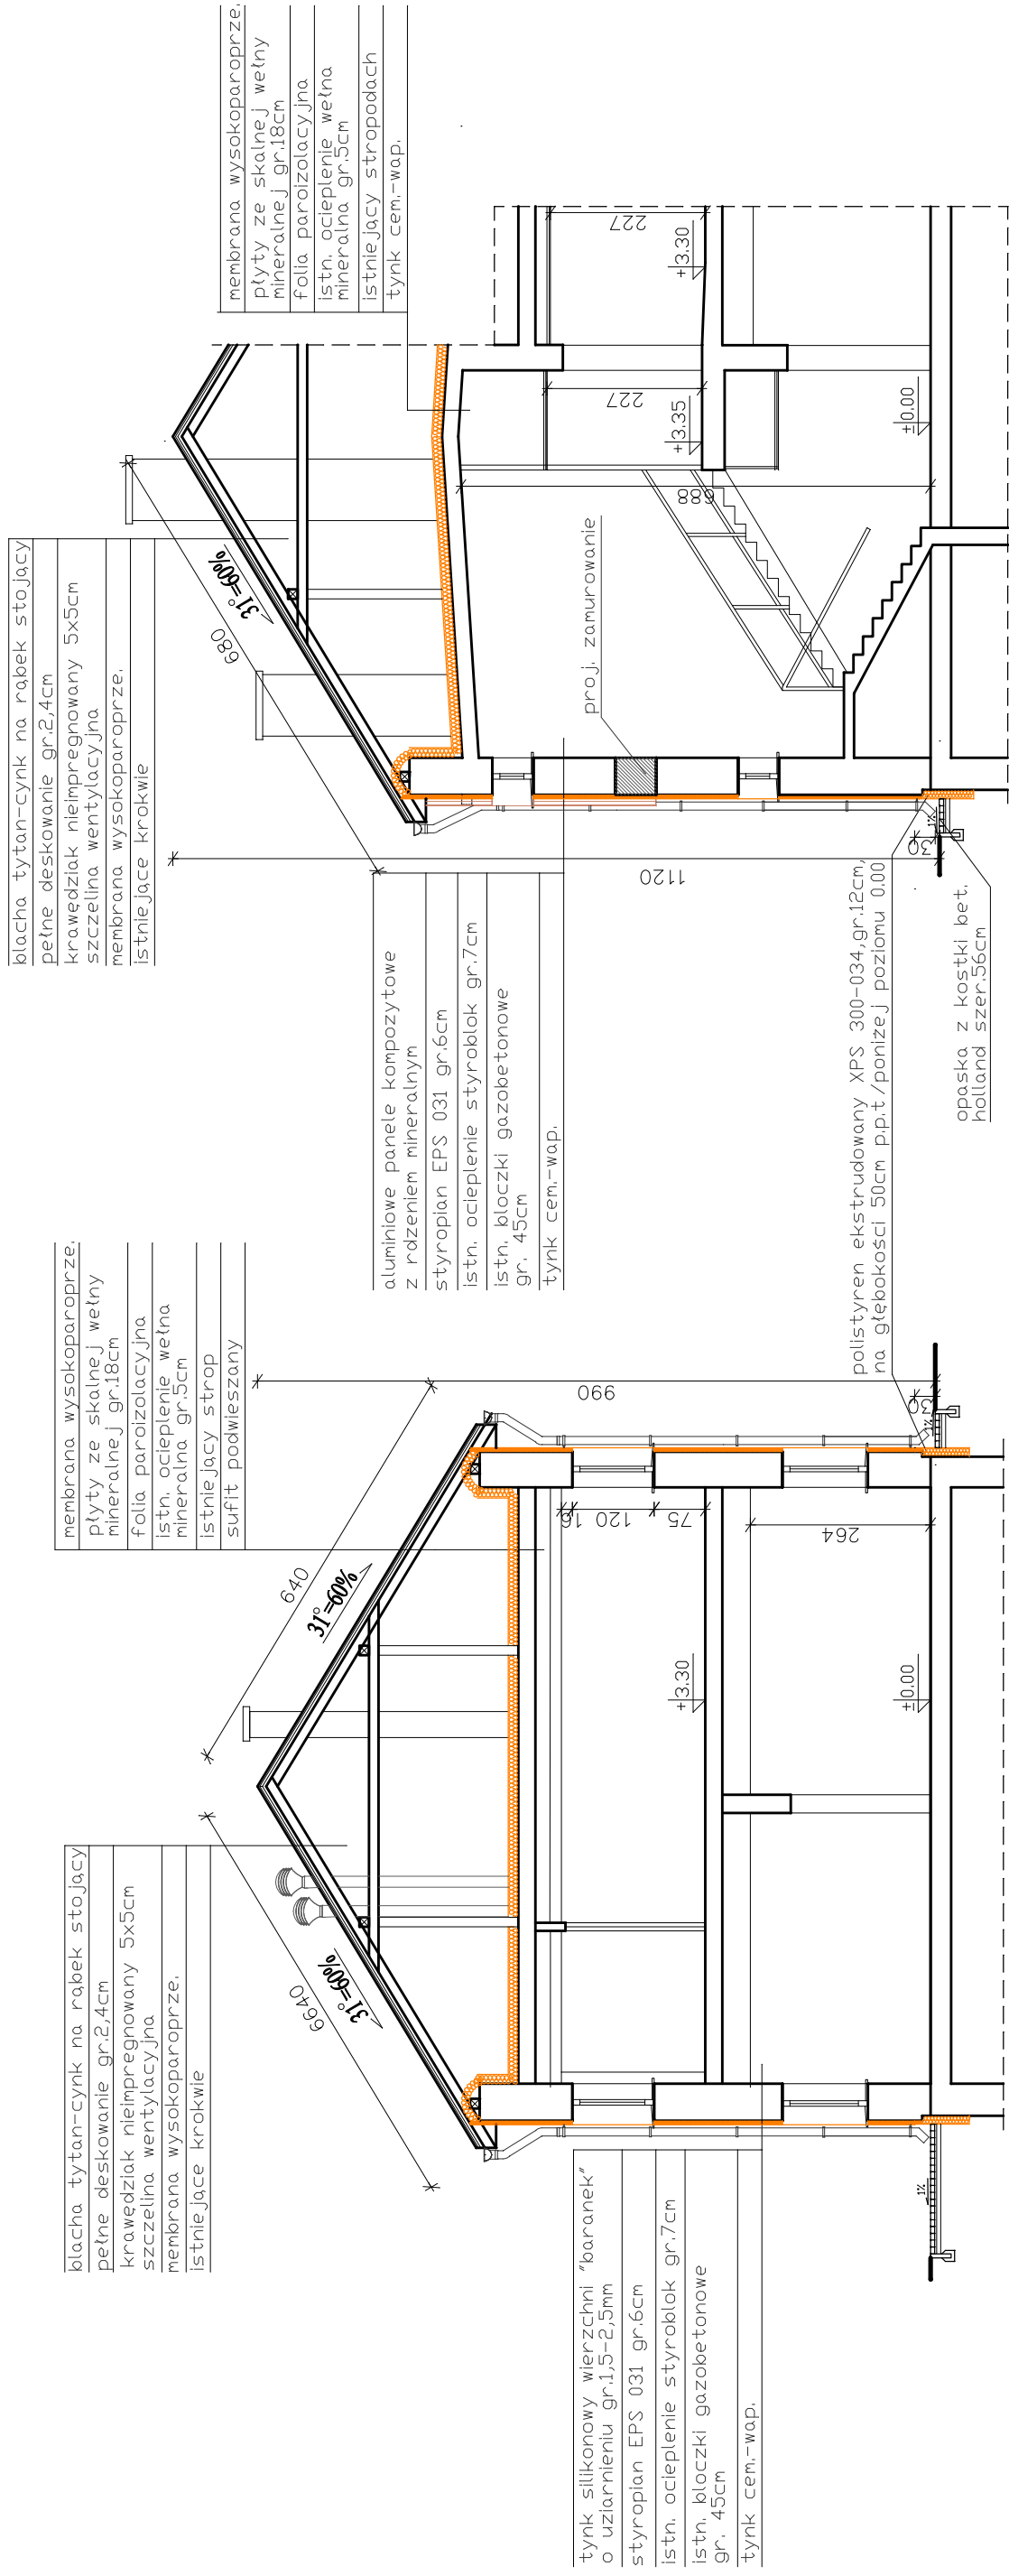 blacha tytan-cynk na rąbek stojący
pełne deskowanie gr.2,4cm
krawędziak nieimpregnowany 5x5cm
szczelina wentylacyjna
membrana wysokoparoprze.
istniejące krokwie
membrana wysokoparoprze.
płyty ze skalnej wełny
mineralnej gr.18cm
folia paroizolacyjna
istn. ocieplenie wełna
mineralna gr.5cm
istniejący strop
sufit podwieszany
6640
640
31°=60%
31°=60%
990
30
1%
1%
16
120
75
264
+3.30
±0.00
tynk silikonowy wierzchni "baranek"
o uziarnieniu gr.1,5-2,5mm
styropian EPS 031 gr.6cm
istn. ocieplenie styroblok gr.7cm
istn. bloczki gazobetonowe
gr. 45cm
tynk cem.-wap.
blacha tytan-cynk na rąbek stojący
pełne deskowanie gr.2,4cm
krawędziak nieimpregnowany 5x5cm
szczelina wentylacyjna
membrana wysokoparoprze.
istniejące krokwie
membrana wysokoparoprze.
płyty ze skalnej wełny
mineralnej gr.18cm
folia paroizolacyjna
istn. ocieplenie wełna
mineralna gr.5cm
istniejący stropodach
tynk cem.-wap.
680
31°=60%
1120
30
1%
227
227
+3.30
+3.35
±0.00
689
proj. zamurowanie
aluminiowe panele kompozytowe
z rdzeniem mineralnym
styropian EPS 031 gr.6cm
istn. ocieplenie styroblok gr.7cm
istn. bloczki gazobetonowe
gr. 45cm
tynk cem.-wap.
polistyren ekstrudowany XPS 300-034,gr.12cm,
na głębokości 50cm p.p.t/poniżej poziomu 0.00
opaska z kostki bet.
holland szer.56cm